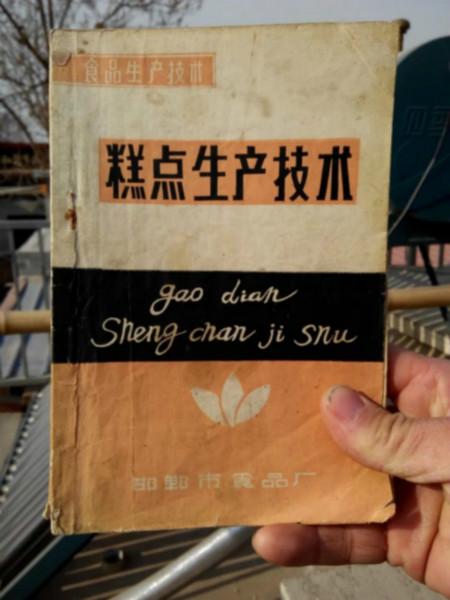 食品生产技术
糕点生产技术
gao dian
Sheng chan ji shu
邯郸市食品厂